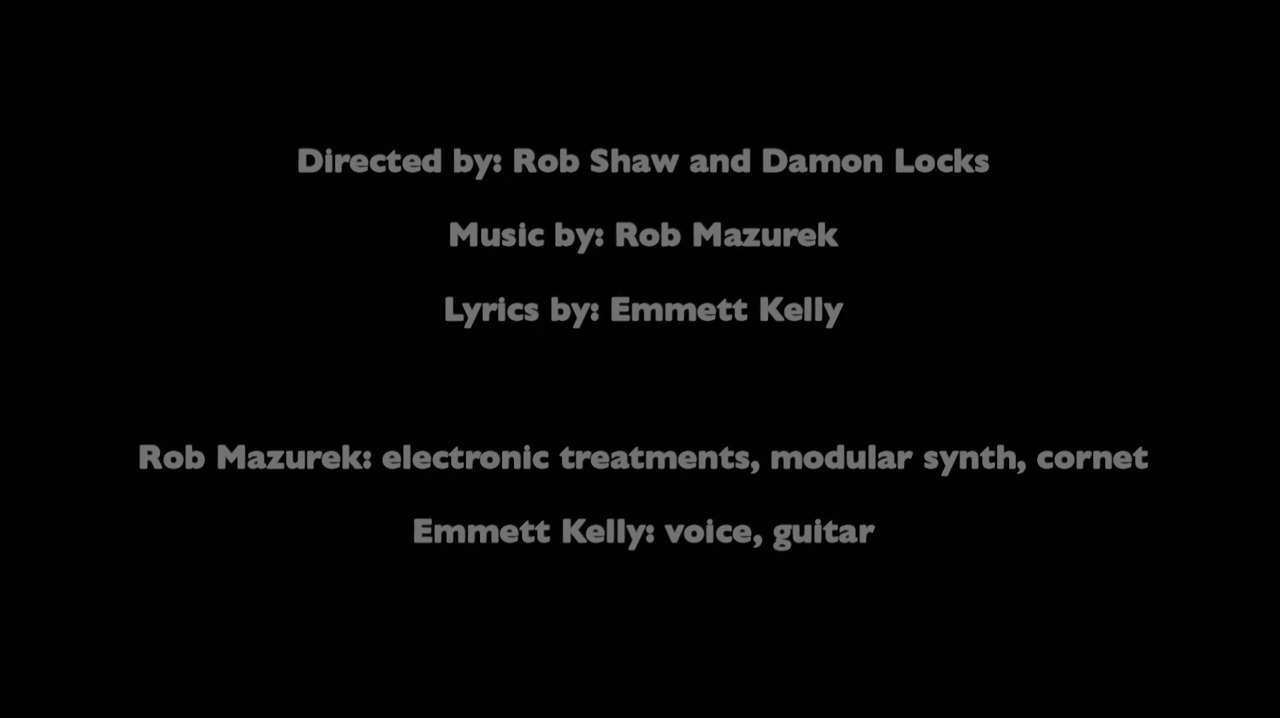 Directed by: Rob Shaw and Damon Locks
Music by: Rob Mazurek
Lyrics by: Emmett Kelly
Rob Mazurek: electronic treatments, modular synth, cornet
Emmett Kelly: voice, guitar